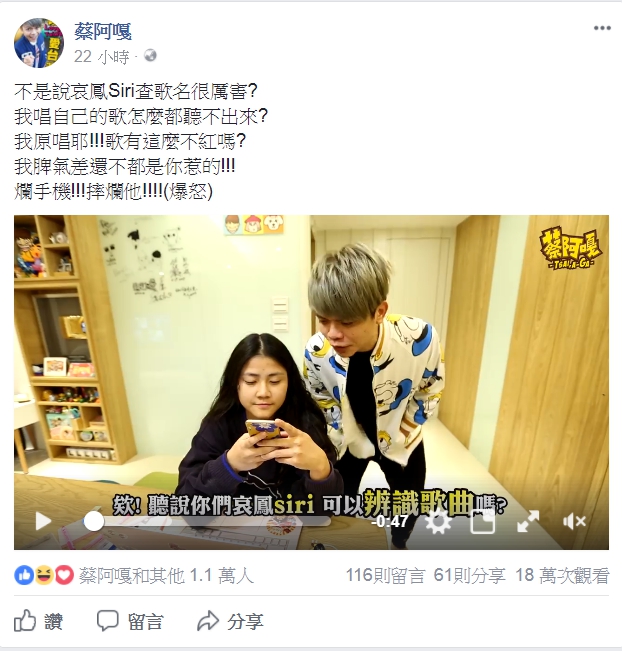 蔡阿嘎
22 小時 ·
不是說哀鳳Siri查歌名很厲害?
我唱自己的歌怎麼都聽不出來?
我原唱耶!!!歌有這麼不紅嗎?
我脾氣差還不都是你惹的!!!
爛手機!!!摔爛他!!!!(爆怒)
蔡阿嘎
-TSAI A-GA-
欸! 聽說你們哀鳳siri 可以辨識歌曲嗎?
-0:47
蔡阿嘎和其他 1.1 萬人
116則留言 61則分享 18 萬次觀看
讚 留言 分享